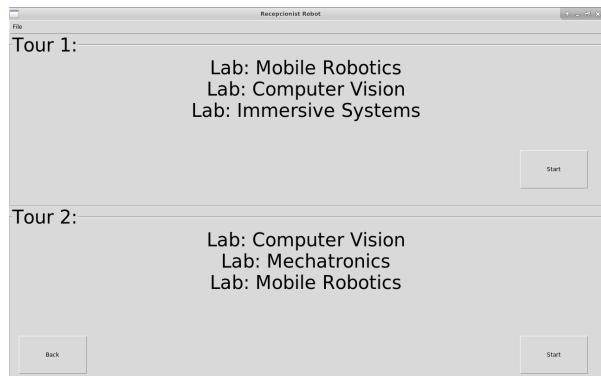 Recepcionist Robot
File
Tour 1:
Lab: Mobile Robotics
Lab: Computer Vision
Lab: Immersive Systems
Start
Tour 2:
Lab: Computer Vision
Lab: Mechatronics
Lab: Mobile Robotics
Back
Start